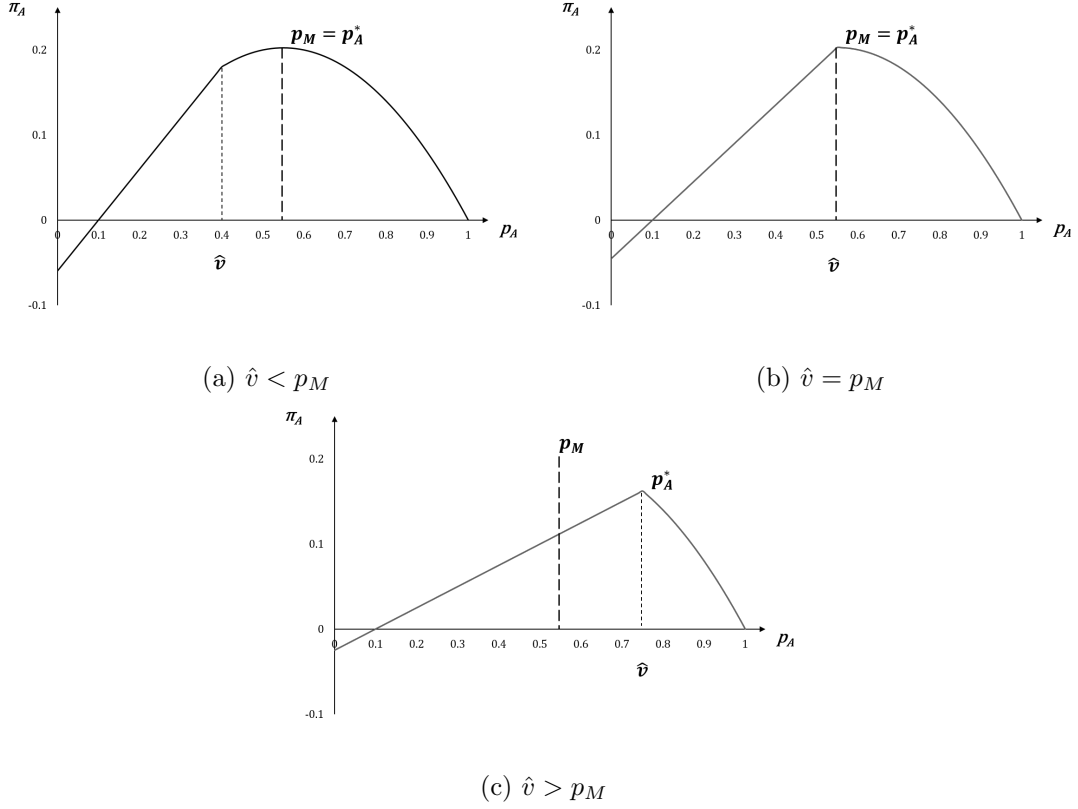 π_A
0.2
0.1
0
-0.1
p_M = p_A^*
0 0.1 0.2 0.3 0.4 0.5 0.6 0.7 0.8 0.9 1
p_A
v̂
(a) v̂ < p_M
π_A
0.2
0.1
0
-0.1
p_M = p_A^*
0 0.1 0.2 0.3 0.4 0.5 0.6 0.7 0.8 0.9 1
p_A
v̂
(b) v̂ = p_M
π_A
0.2
0.1
0
-0.1
p_M
p_A^*
0 0.1 0.2 0.3 0.4 0.5 0.6 0.7 0.8 0.9 1
p_A
v̂
(c) v̂ > p_M